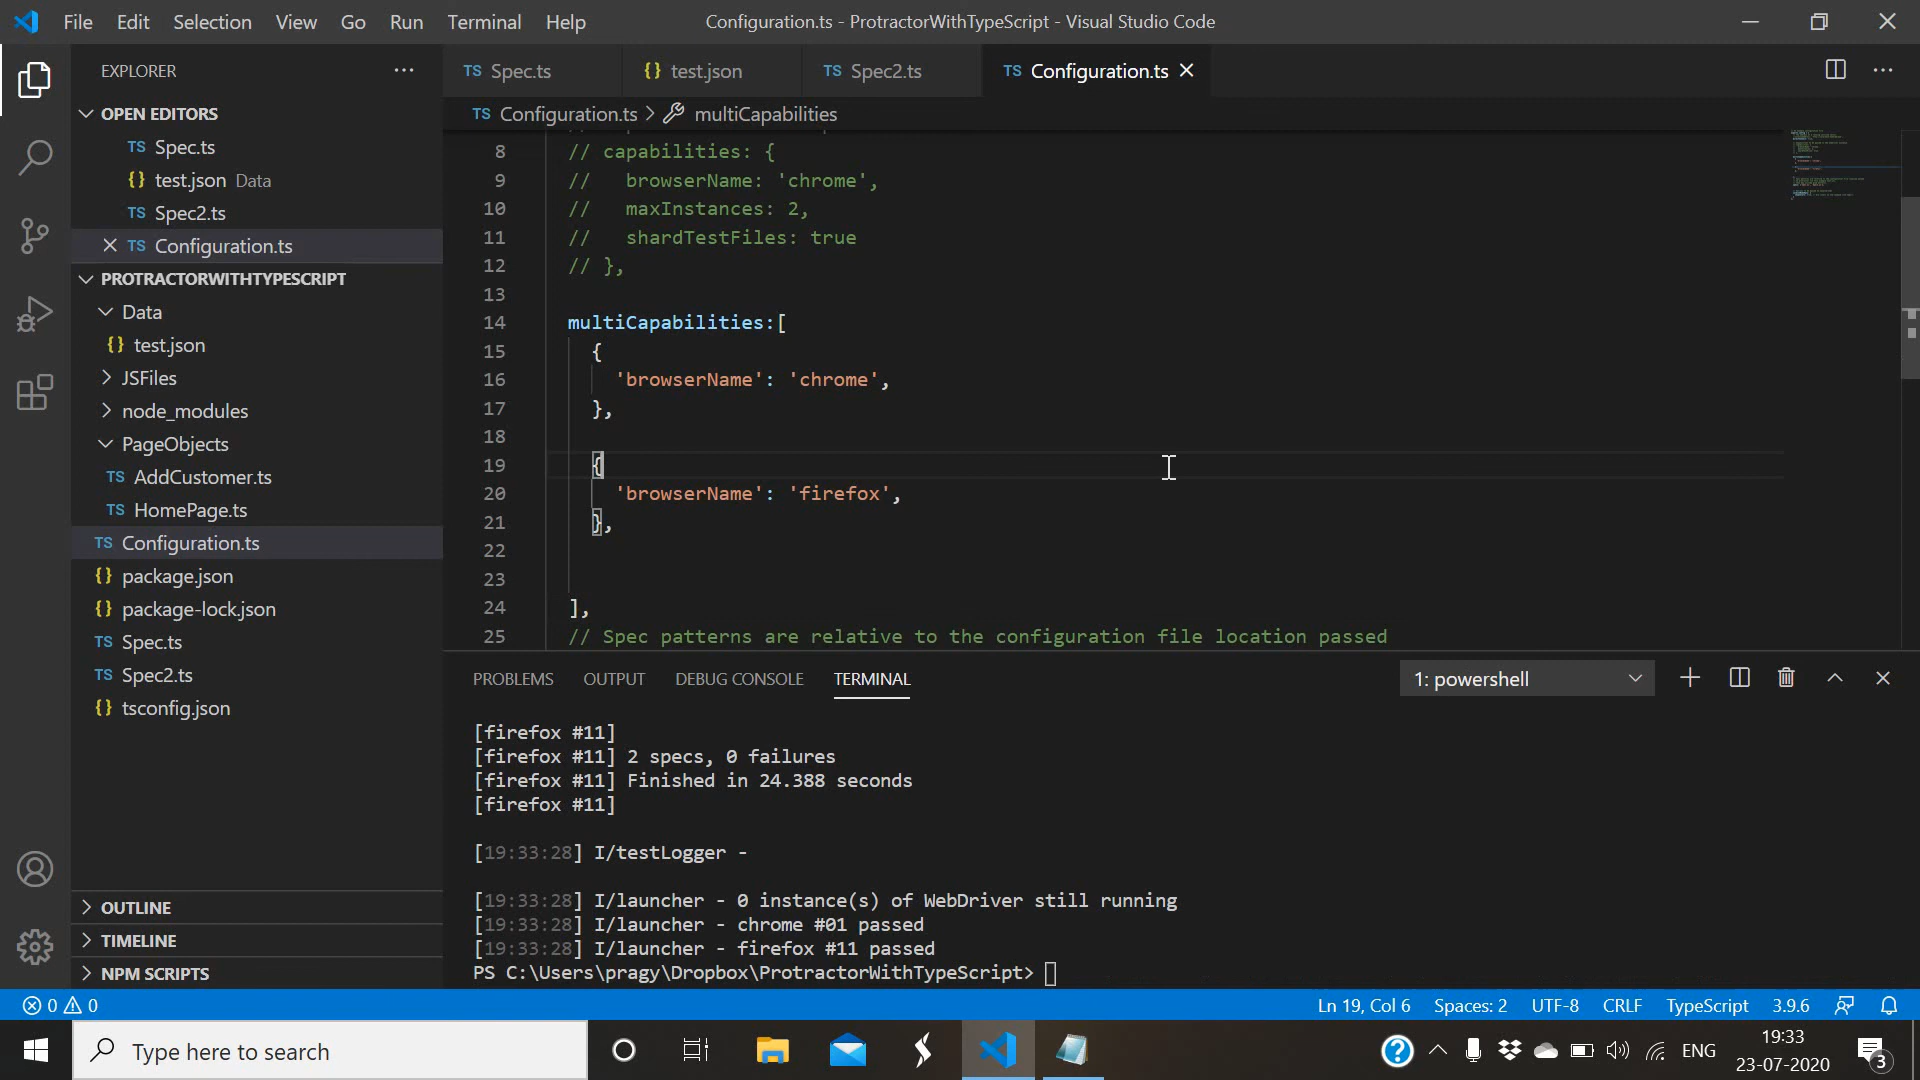 File Edit Selection View Go Run Terminal Help
Configuration.ts - ProtractorWithTypeScript - Visual Studio Code
EXPLORER
OPEN EDITORS
TS Spec.ts
{} test.json Data
TS Spec2.ts
TS Configuration.ts
PROTRACTORWITHTYPESCRIPT
Data
{} test.json
JSFiles
node_modules
PageObjects
TS AddCustomer.ts
TS HomePage.ts
TS Configuration.ts
{} package.json
{} package-lock.json
TS Spec.ts
TS Spec2.ts
{} tsconfig.json
OUTLINE
TIMELINE
NPM SCRIPTS
TS Spec.ts {} test.json TS Spec2.ts TS Configuration.ts
TS Configuration.ts > multiCapabilities
8 // capabilities: {
9 //   browserName: 'chrome',
10 //   maxInstances: 2,
11 //   shardTestFiles: true
12 // },
13
14 multiCapabilities:[
15 {
16 'browserName': 'chrome',
17 },
18
19 {
20 'browserName': 'firefox',
21 },
22
23
24 ],
25 // Spec patterns are relative to the configuration file location passed
PROBLEMS OUTPUT DEBUG CONSOLE TERMINAL
1: powershell
[firefox #11]
[firefox #11] 2 specs, 0 failures
[firefox #11] Finished in 24.388 seconds
[firefox #11]
[19:33:28] I/testLogger -
[19:33:28] I/launcher - 0 instance(s) of WebDriver still running
[19:33:28] I/launcher - chrome #01 passed
[19:33:28] I/launcher - firefox #11 passed
PS C:\Users\pragy\Dropbox\ProtractorWithTypeScript>
0 0
Ln 19, Col 6 Spaces: 2 UTF-8 CRLF TypeScript 3.9.6
Type here to search
ENG
19:33
23-07-2020
3